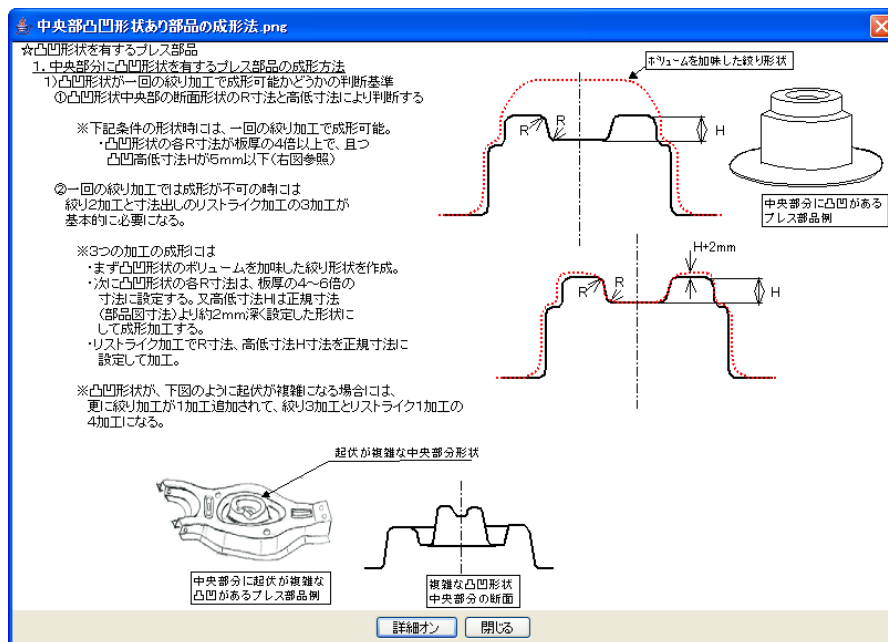 中央部凸凹形状あり部品の成形法.png
☆凸凹形状を有するプレス部品
1. 中央部分に凸凹形状を有するプレス部品の成形方法
1)凸凹形状が一回の絞り加工で成形可能かどうかの判断基準
①凸凹形状中央部の断面形状のR寸法と高低寸法により判断する
※下記条件の形状時には、一回の絞り加工で成形可能。
・凸凹形状の各R寸法が板厚の4倍以上で、且つ
凸凹高低寸法Hが5mm以下(右図参照)
②一回の絞り加工では成形が不可の時には
絞り2加工と寸法出しのリストライク加工の3加工が
基本的に必要になる。
※3つの加工の成形には
・まず凸凹形状のボリュームを加味した絞り形状を作成。
・次に凸凹形状の各R寸法は、板厚の4~6倍の
寸法に設定する。又高低寸法Hは正規寸法
(部品図寸法)より約2mm深く設定した形状に
して成形加工する。
・リストライク加工でR寸法、高低寸法H寸法を正規寸法に
設定して加工。
※凸凹形状が、下図のように起伏が複雑になる場合には、
更に絞り加工が1加工追加されて、絞り3加工とリストライク1加工の
4加工になる。
ボリュームを加味した絞り形状
R
R
H
中央部分に凸凹がある
プレス部品例
H+2mm
R
R
H
起伏が複雑な中央部分形状
中央部分に起伏が複雑な
凸凹があるプレス部品例
複雑な凸凹形状
中央部分の断面
詳細オン
閉じる